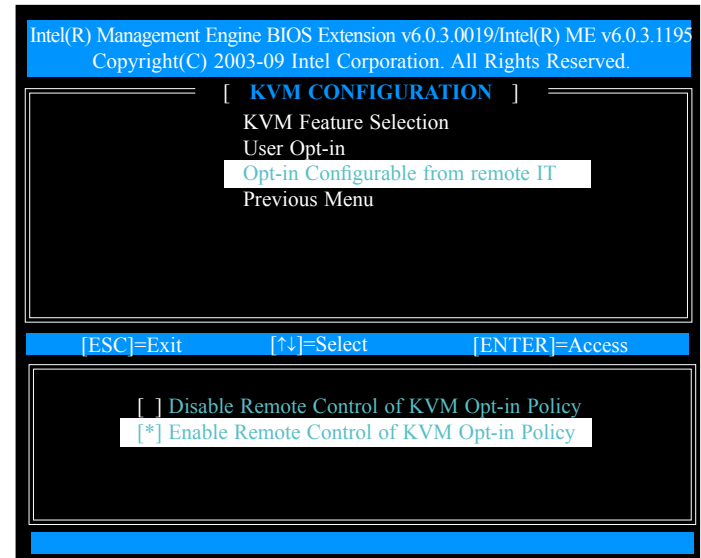 Intel(R) Management Engine BIOS Extension v6.0.3.0019/Intel(R) ME v6.0.3.1195
Copyright(C) 2003-09 Intel Corporation. All Rights Reserved.
[ KVM CONFIGURATION ]
KVM Feature Selection
User Opt-in
Opt-in Configurable from remote IT
Previous Menu
[ESC]=Exit [↑↓]=Select [ENTER]=Access
[ ] Disable Remote Control of KVM Opt-in Policy
[*] Enable Remote Control of KVM Opt-in Policy